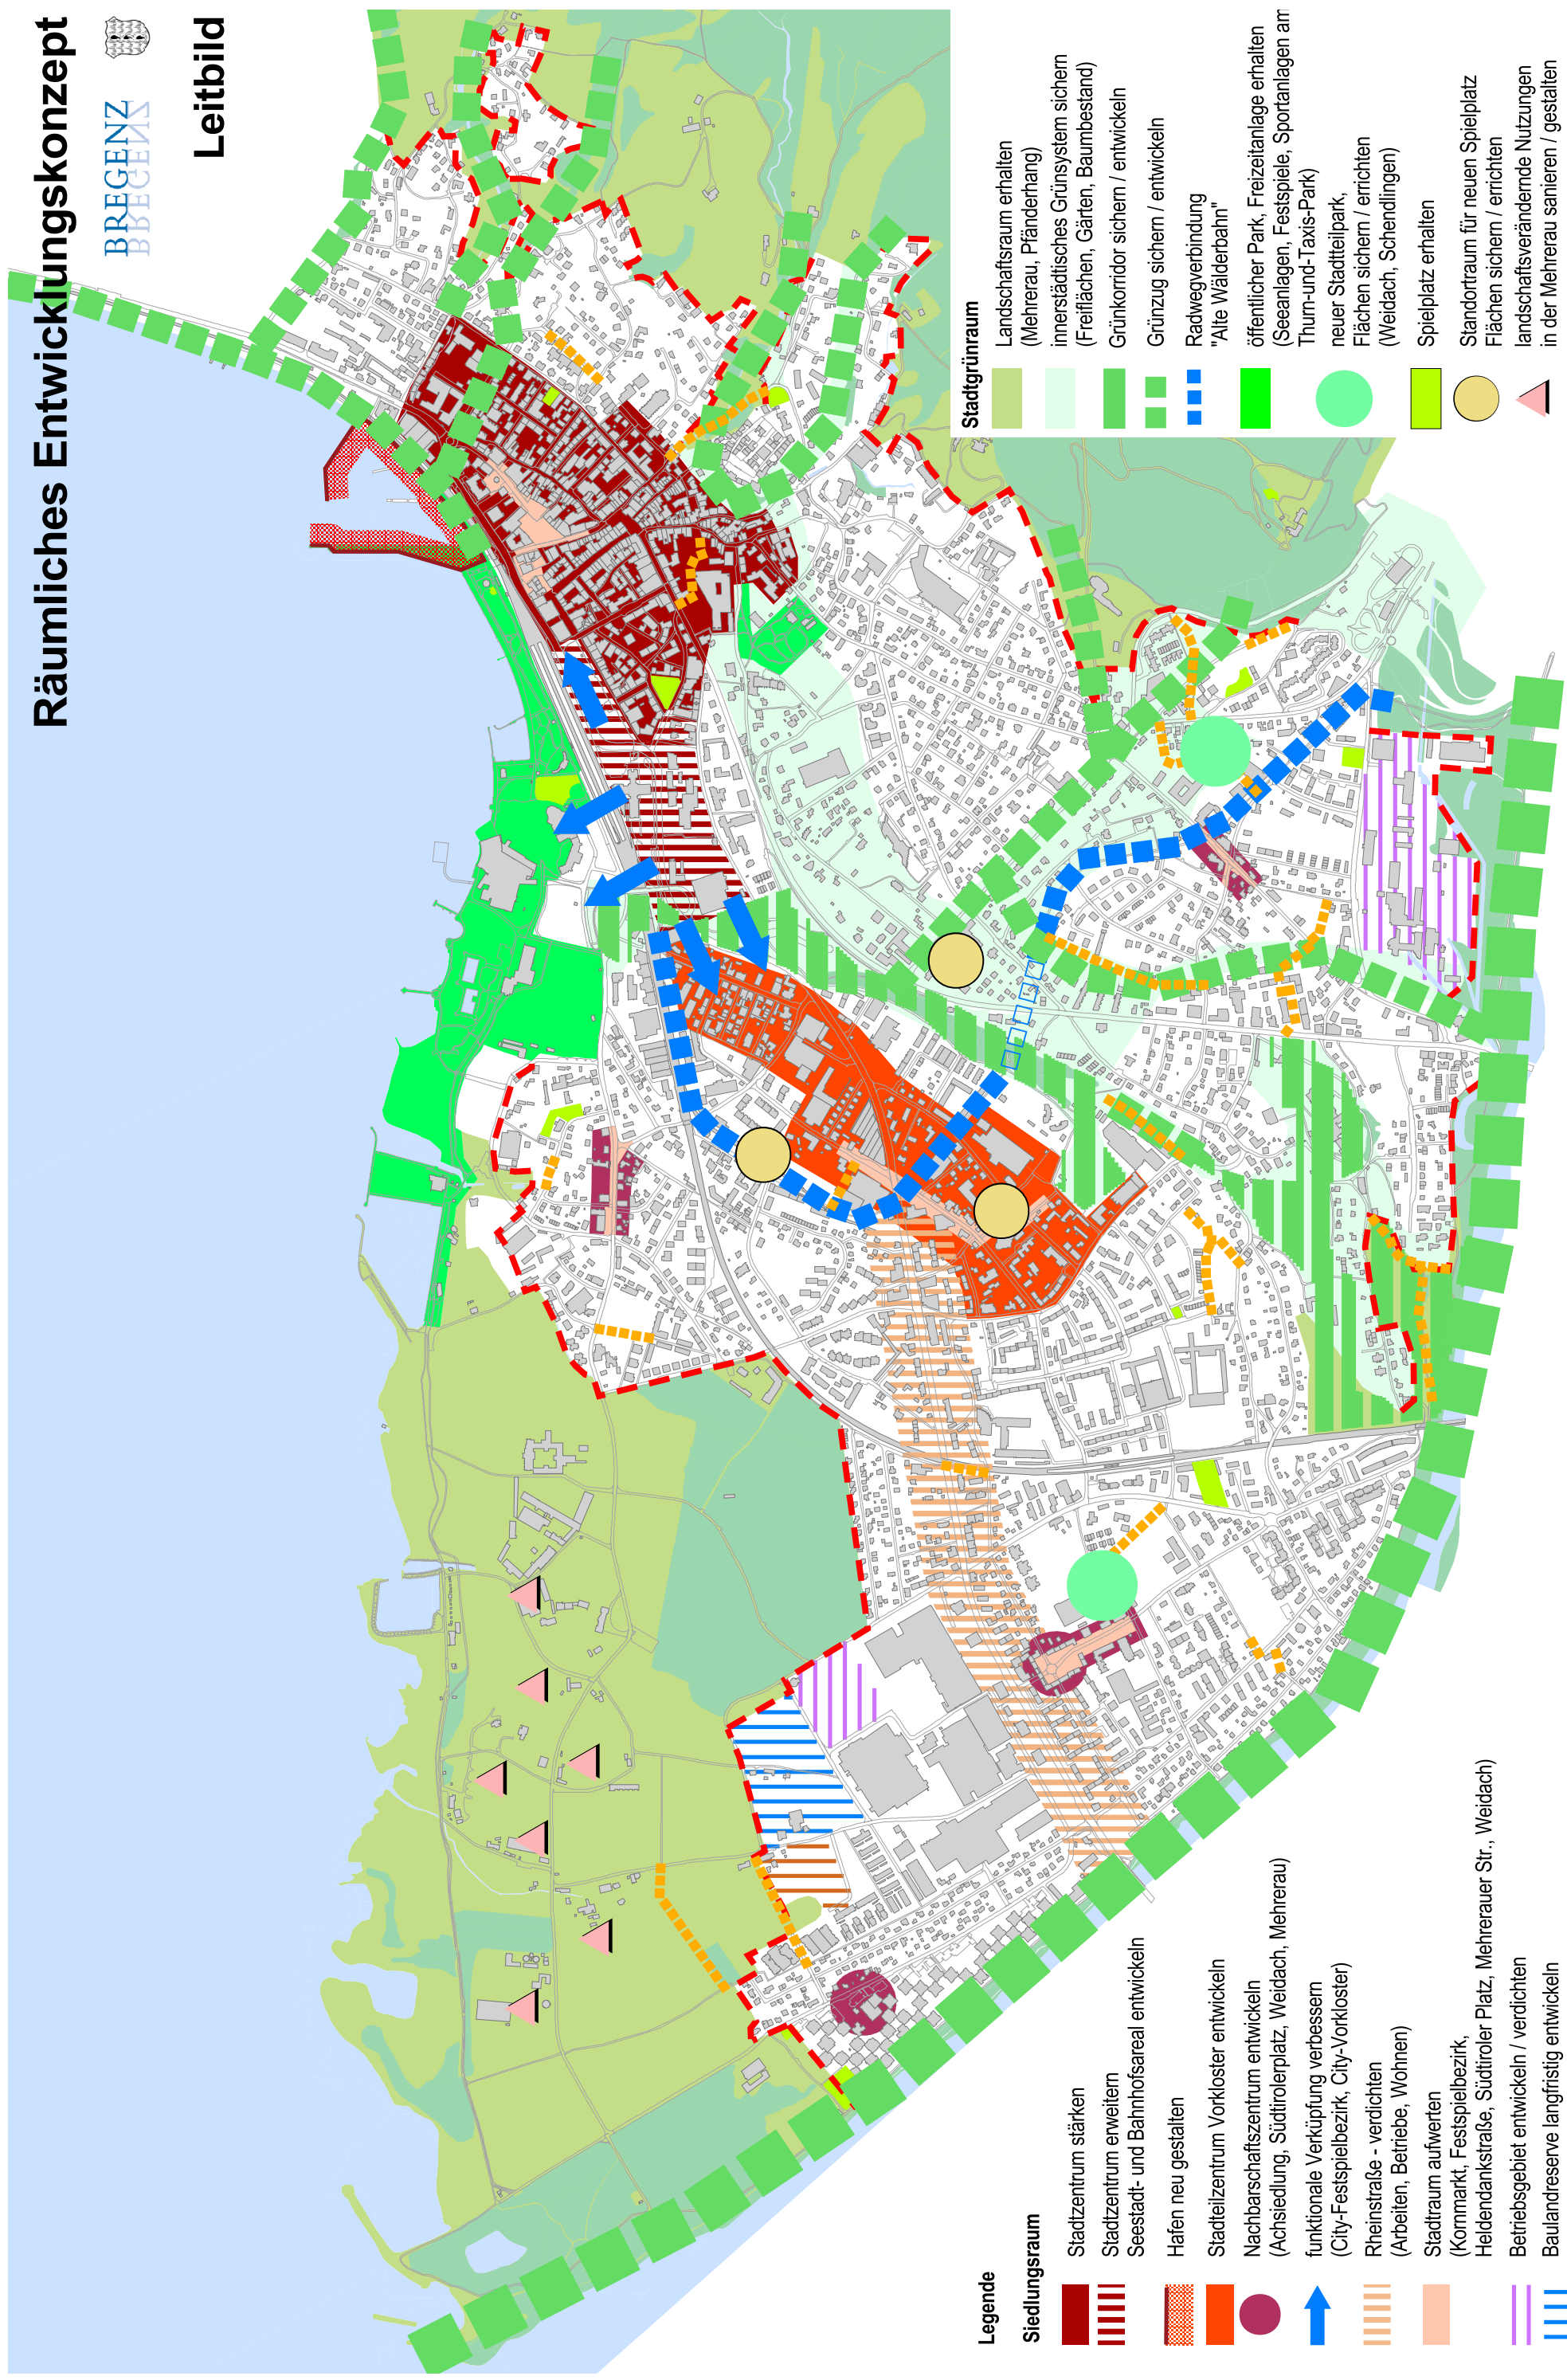 Räumliches Entwicklungskonzept
BREGENZ
BREGENZ
Leitbild
Legende
Siedlungsraum
Stadtzentrum stärken
Stadtzentrum erweitern
Seestadt- und Bahnhofsareal entwickeln
Hafen neu gestalten
Stadteilzentrum Vorkloster entwickeln
Nachbarschaftszentrum entwickeln
(Achsiedlung, Südtirolerplatz, Weidach, Mehrerau)
funktionale Verküpfung verbessern
(City-Festspielbezirk, City-Vorkloster)
Rheinstraße - verdichten
(Arbeiten, Betriebe, Wohnen)
Stadtraum aufwerten
(Kornmarkt, Festspielbezirk,
Heldendankstraße, Südtiroler Platz, Mehrerauer Str., Weidach)
Betriebsgebiet entwickeln / verdichten
Baulandreserve langfristig entwickeln
Stadtgrünraum
Landschaftsraum erhalten
(Mehrerau, Pfänderhang)
innerstädtisches Grünsystem sichern
(Freiflächen, Gärten, Baumbestand)
Grünkorridor sichern / entwickeln
Grünzug sichern / entwickeln
Radwegverbindung
"Alte Wälderbahn"
öffentlicher Park, Freizeitanlage erhalten
(Seeanlagen, Festspiele, Sportanlagen am
Thurn-und-Taxis-Park)
neuer Stadtteilpark,
Flächen sichern / errichten
(Weidach, Schendlingen)
Spielplatz erhalten
Standortraum für neuen Spielplatz
Flächen sichern / errichten
landschaftsverändernde Nutzungen
in der Mehrerau sanieren / gestalten